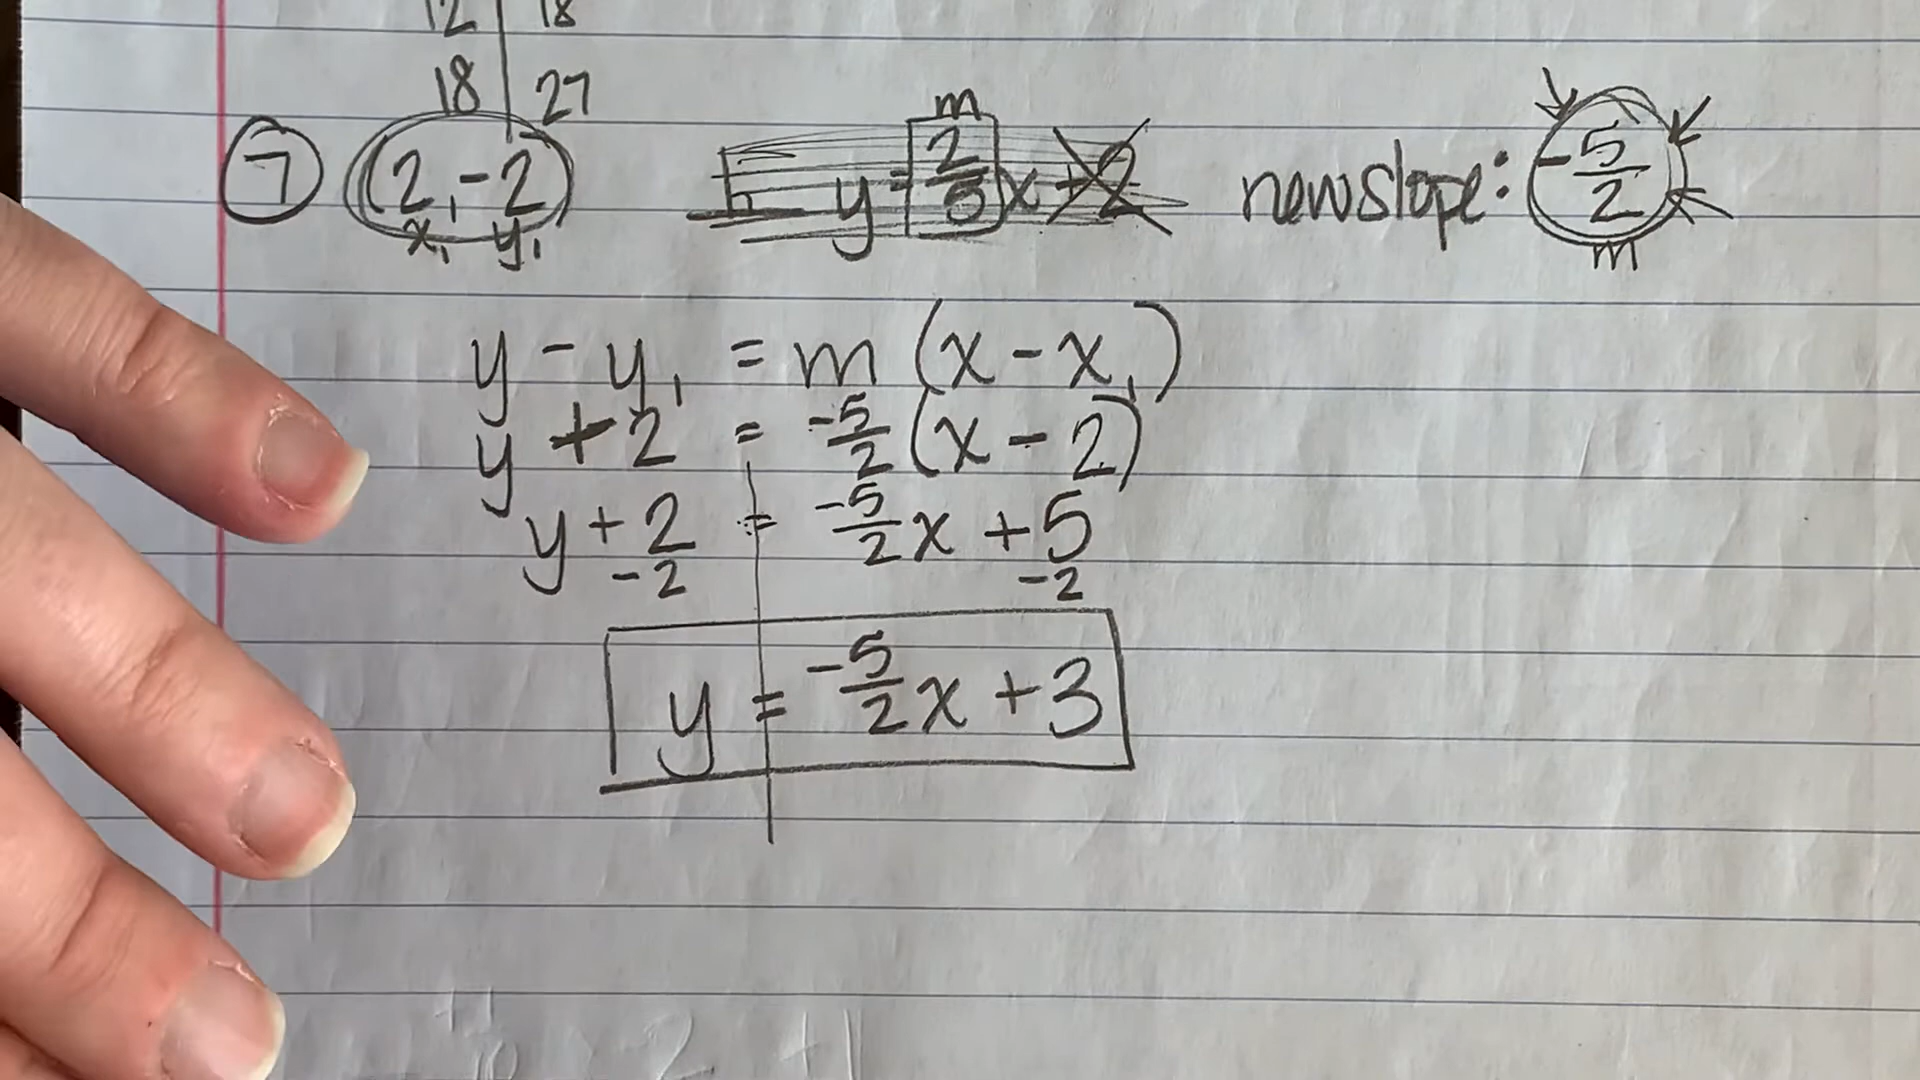 12 | 18
18 | 27
⑦ (2, -2) y = 2/5 x + 2 new slope: -5/2
x₁ y₁ m m
y - y₁ = m (x - x₁)
y + 2 = -5/2 (x - 2)
y + 2 = -5/2 x + 5
-2 -2
y = -5/2 x + 3